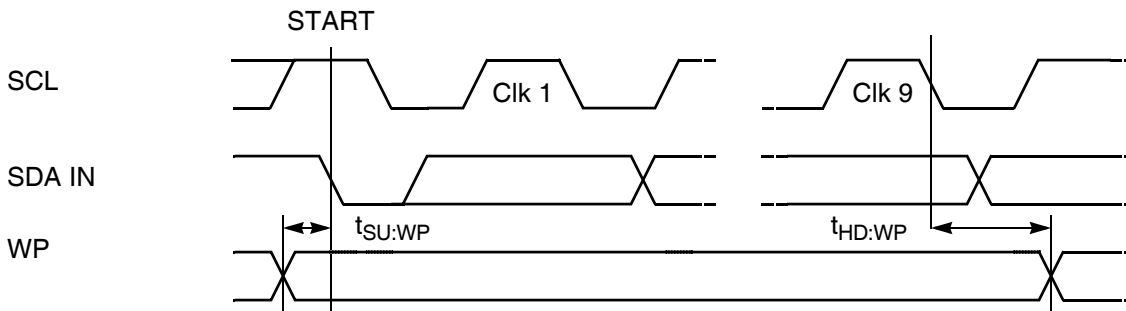 START
SCL
Clk 1
Clk 9
SDA IN
tSU:WP
tHD:WP
WP